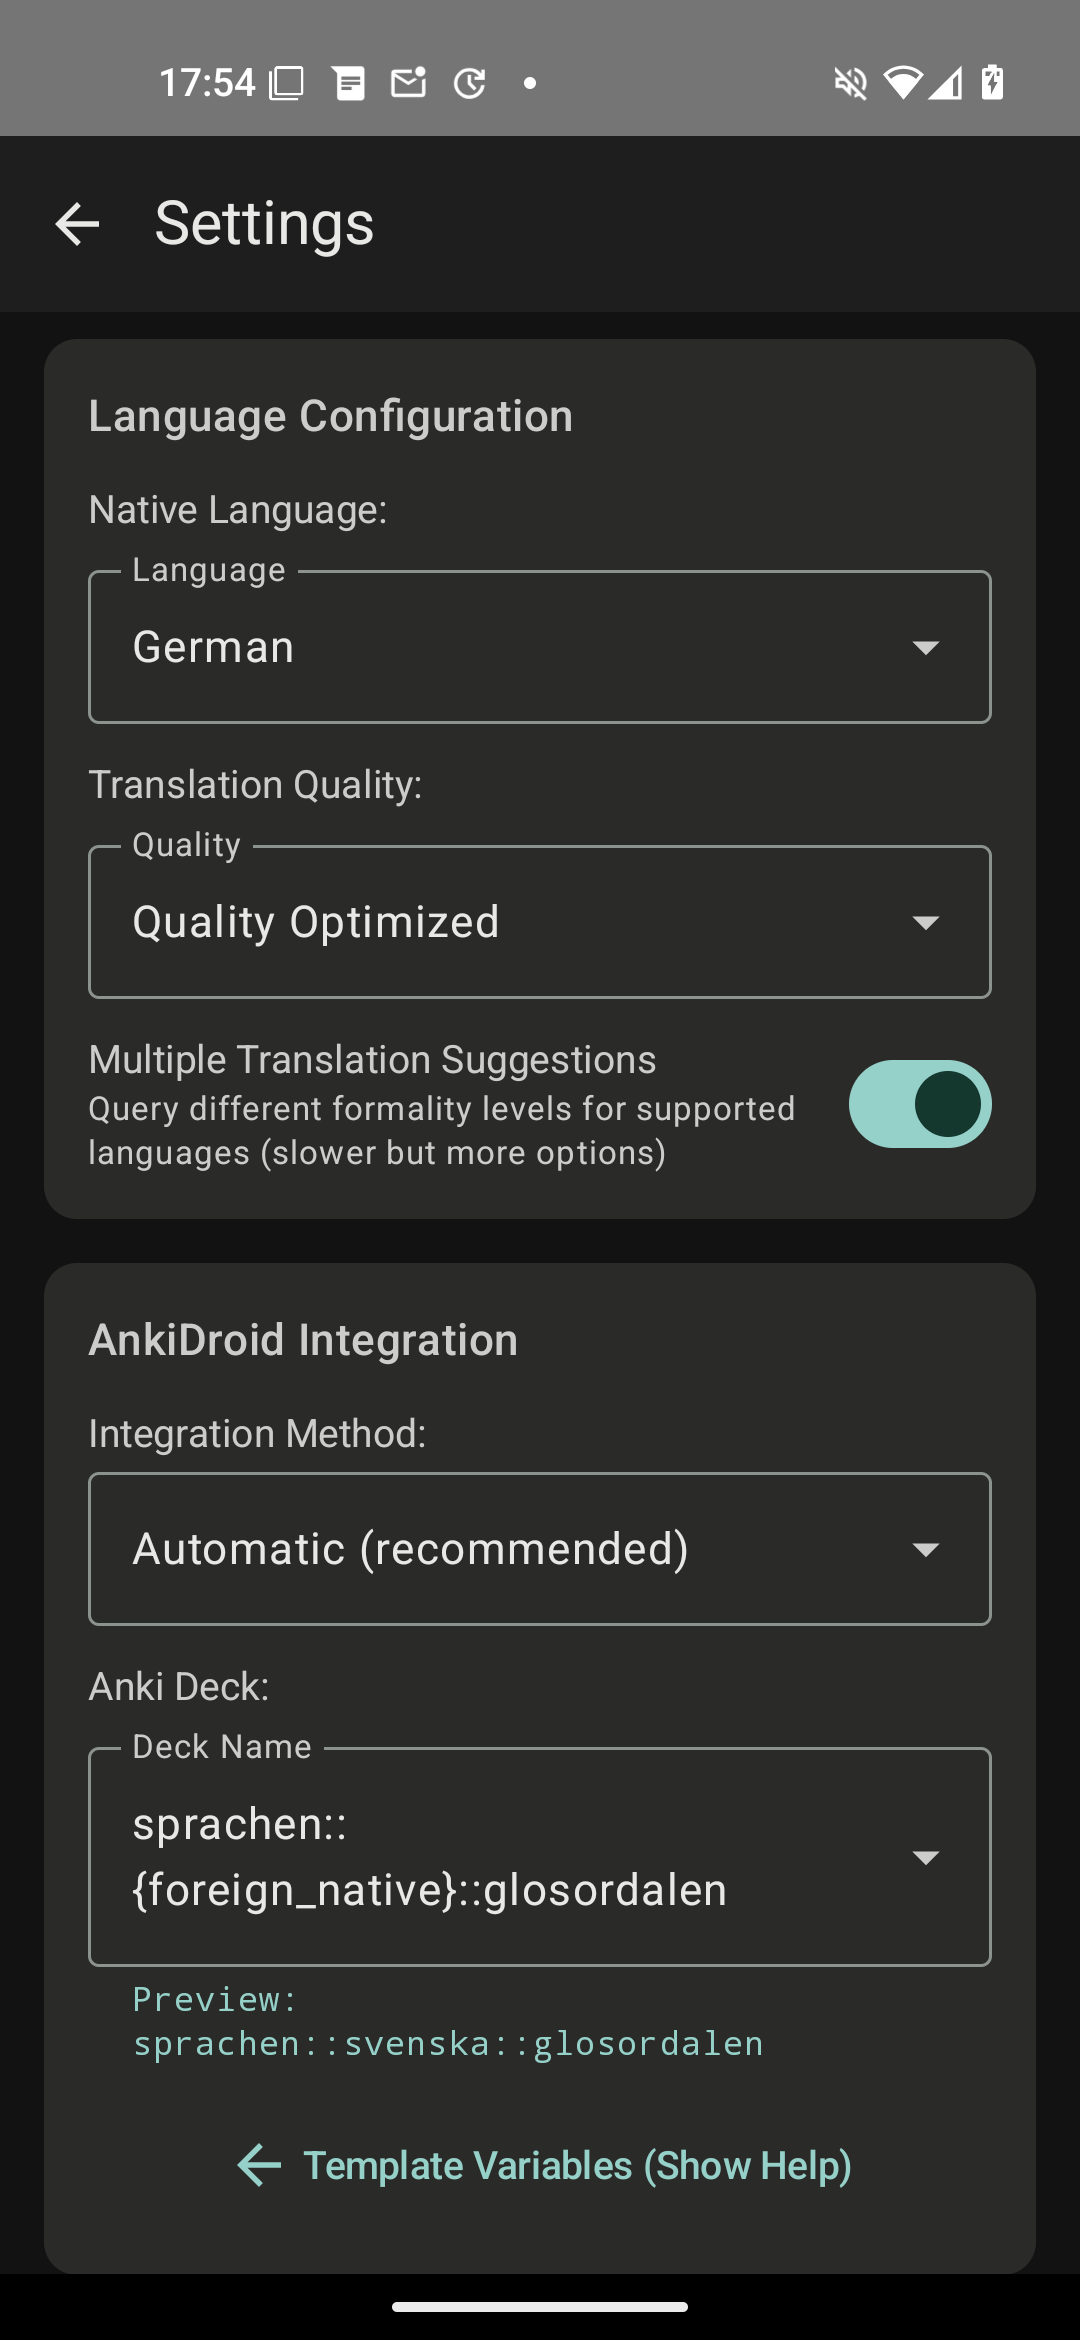 17:54
Settings
Language Configuration
Native Language:
Language
German
Translation Quality:
Quality
Quality Optimized
Multiple Translation Suggestions
Query different formality levels for supported
languages (slower but more options)
AnkiDroid Integration
Integration Method:
Automatic (recommended)
Anki Deck:
Deck Name
sprachen::
{foreign_native}::glosordalen
Preview:
sprachen::svenska::glosordalen
Template Variables (Show Help)